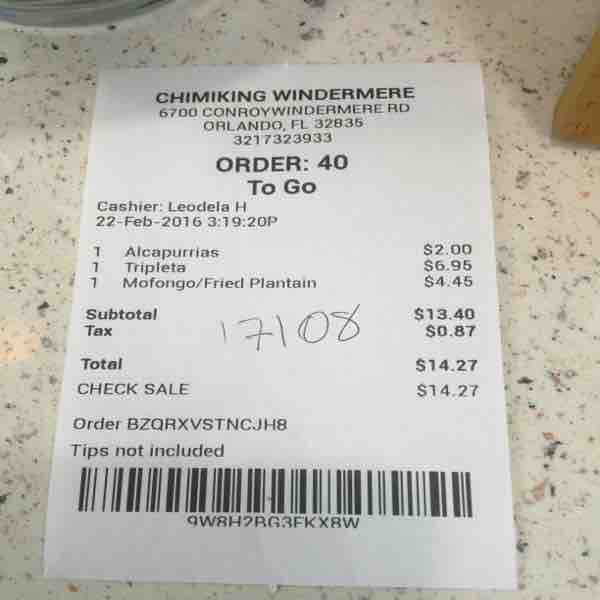 CHIMIKING WINDERMERE
6700 CONROYWINDERMERE RD
ORLANDO, FL 32835
3217323933
ORDER: 40
To Go
Cashier: Leodela H
22-Feb-2016 3:19:20P
1 Alcapurrias $2.00
1 Tripleta $6.95
1 Mofongo/Fried Plantain $4.45
Subtotal $13.40
Tax $0.87
17108
Total $14.27
CHECK SALE $14.27
Order BZQRXVSTNCJH8
Tips not included
9W8H2BG3FKX8W